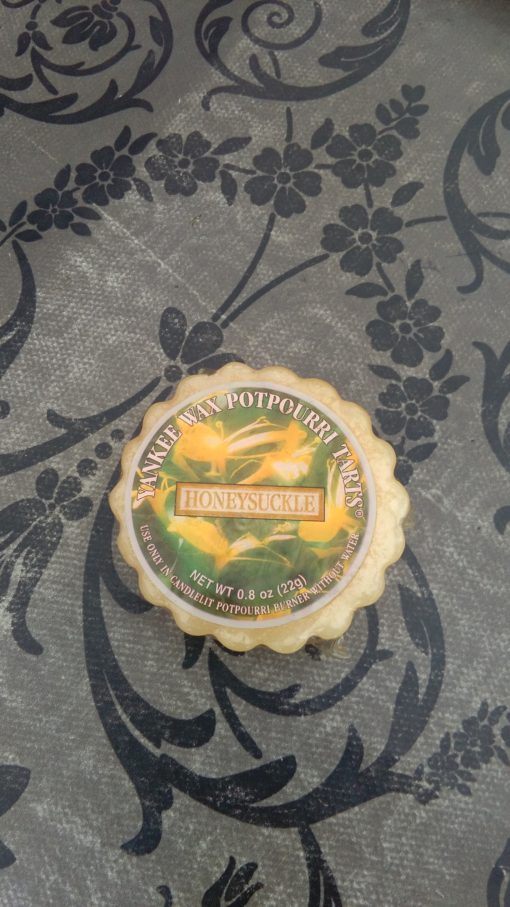 YANKEE WAX POTPOURRI TARTS®
HONEYSUCKLE
NET WT 0.8 oz (22g)
USE ONLY IN CANDLELIT POTPOURRI BURNER WITHOUT WATER